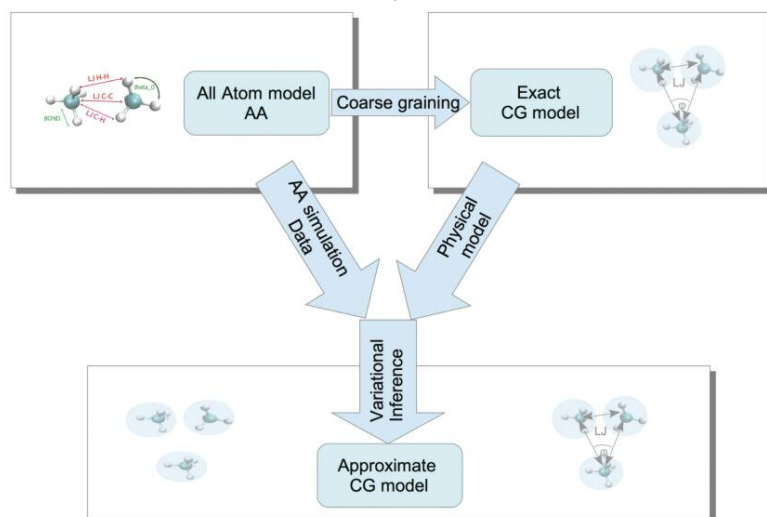 LJ H-H
theta_0
LJ C-C
LJ C-H
BOND
All Atom model
AA
Coarse graining
Exact
CG model
LJ
AA simulation
Data
Physical
model
Variational
Inference
LJ
Approximate
CG model